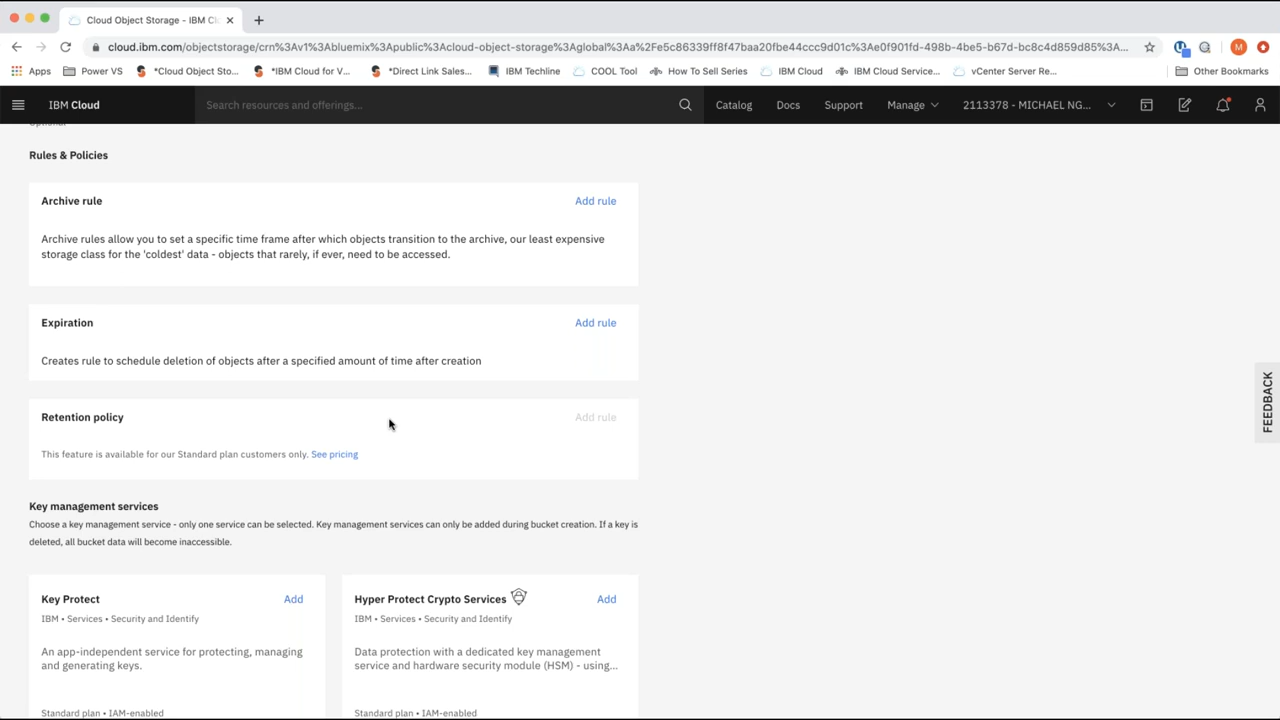 Cloud Object Storage - IBM Cl
cloud.ibm.com/objectstorage/crn%3Av1%3Abluemix%3Apublic%3Acloud-object-storage%3Aglobal%3Aa%2Fe5c86339ff8f47baa20fbe44ccc9d01c%3Ae0f901fd-498b-4be5-b67d-bc8c4d859d85%3A...
Apps Power VS *Cloud Object Sto... *IBM Cloud for V... *Direct Link Sales... IBM Techline COOL Tool How To Sell Series IBM Cloud IBM Cloud Service... vCenter Server Re... Other Bookmarks
IBM Cloud Search resources and offerings... Catalog Docs Support Manage 2113378 - MICHAEL NG...
Optional
Rules & Policies
Archive rule Add rule
Archive rules allow you to set a specific time frame after which objects transition to the archive, our least expensive
storage class for the 'coldest' data - objects that rarely, if ever, need to be accessed.
Expiration Add rule
Creates rule to schedule deletion of objects after a specified amount of time after creation
FEEDBACK
Retention policy Add rule
This feature is available for our Standard plan customers only. See pricing
Key management services
Choose a key management service - only one service can be selected. Key management services can only be added during bucket creation. If a key is
deleted, all bucket data will become inaccessible.
Key Protect Add
IBM • Services • Security and Identify
An app-independent service for protecting, managing
and generating keys.
Standard plan • IAM-enabled
Hyper Protect Crypto Services Add
IBM • Services • Security and Identify
Data protection with a dedicated key management
service and hardware security module (HSM) - using...
Standard plan • IAM-enabled
M